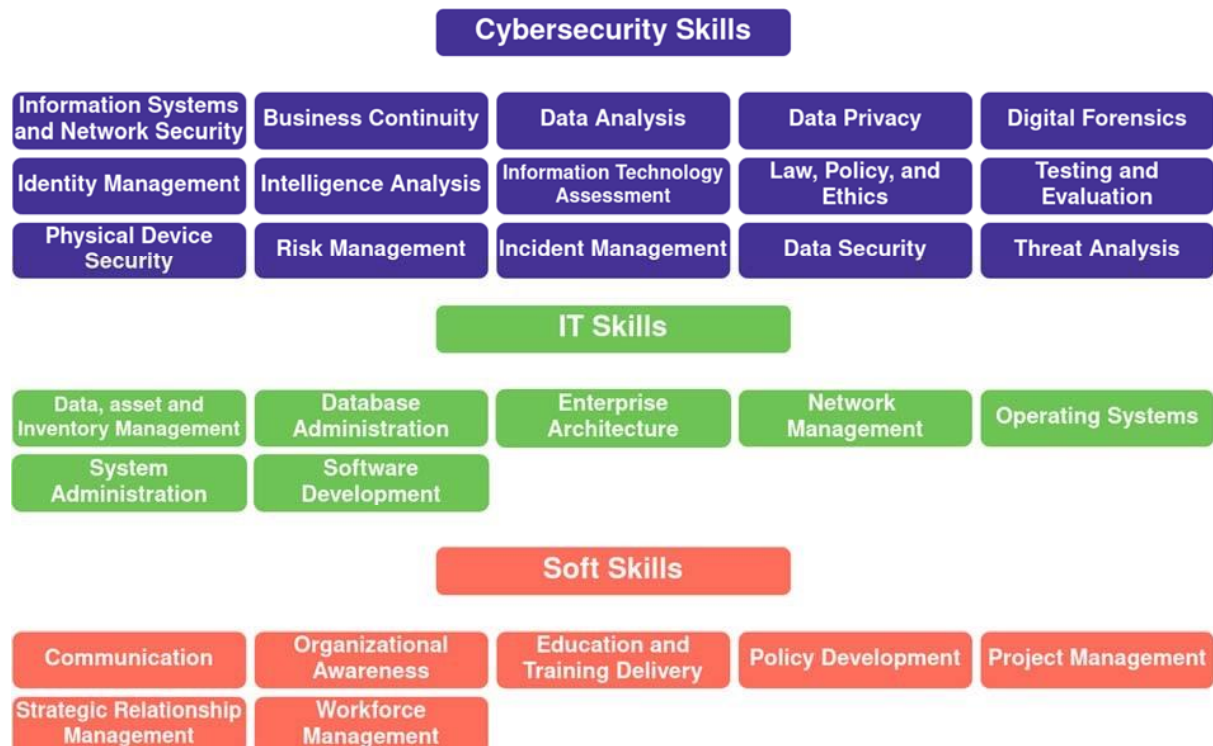 Cybersecurity Skills
Information Systems
and Network Security
Business Continuity
Data Analysis
Data Privacy
Digital Forensics
Identity Management
Intelligence Analysis
Information Technology
Assessment
Law, Policy, and
Ethics
Testing and
Evaluation
Physical Device
Security
Risk Management
Incident Management
Data Security
Threat Analysis
IT Skills
Data, asset and
Inventory Management
Database
Administration
Enterprise
Architecture
Network
Management
Operating Systems
System
Administration
Software
Development
Soft Skills
Communication
Organizational
Awareness
Education and
Training Delivery
Policy Development
Project Management
Strategic Relationship
Management
Workforce
Management